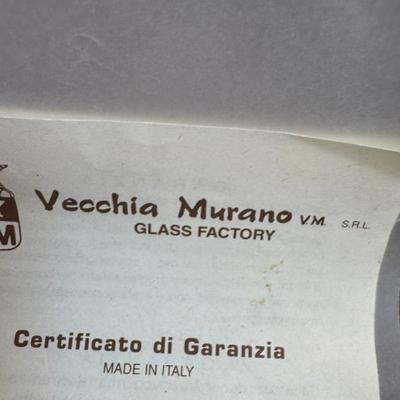 Vecchia Murano V.M. S.R.L.
GLASS FACTORY
M
Certificato di Garanzia
MADE IN ITALY